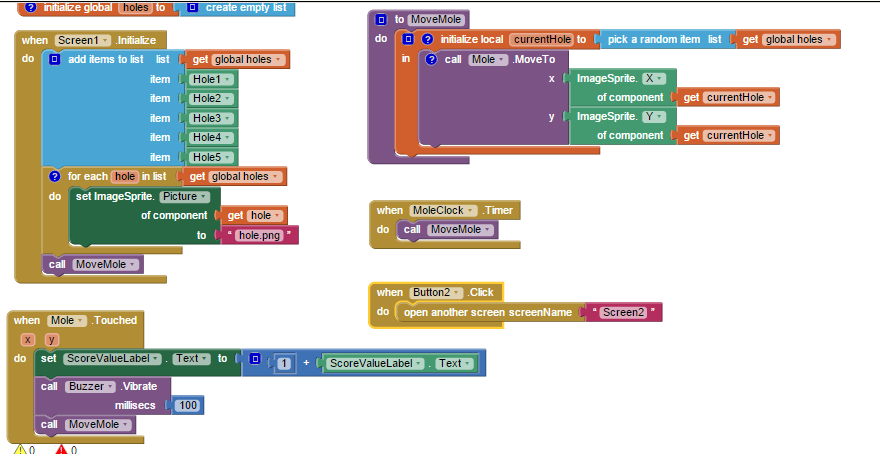 initialize global holes to create empty list
when Screen1 .Initialize
do add items to list list get global holes
item Hole1
item Hole2
item Hole3
item Hole4
item Hole5
for each hole in list get global holes
do set ImageSprite. Picture
of component get hole
to " hole.png "
call MoveMole
when Mole .Touched
x y
do set ScoreValueLabel . Text to 1 + ScoreValueLabel . Text
call Buzzer .Vibrate
millisecs 100
call MoveMole
0 0
to MoveMole
do initialize local currentHole to pick a random item list get global holes
in call Mole .MoveTo
x ImageSprite. X
of component get currentHole
y ImageSprite. Y
of component get currentHole
when MoleClock .Timer
do call MoveMole
when Button2 .Click
do open another screen screenName " Screen2 "